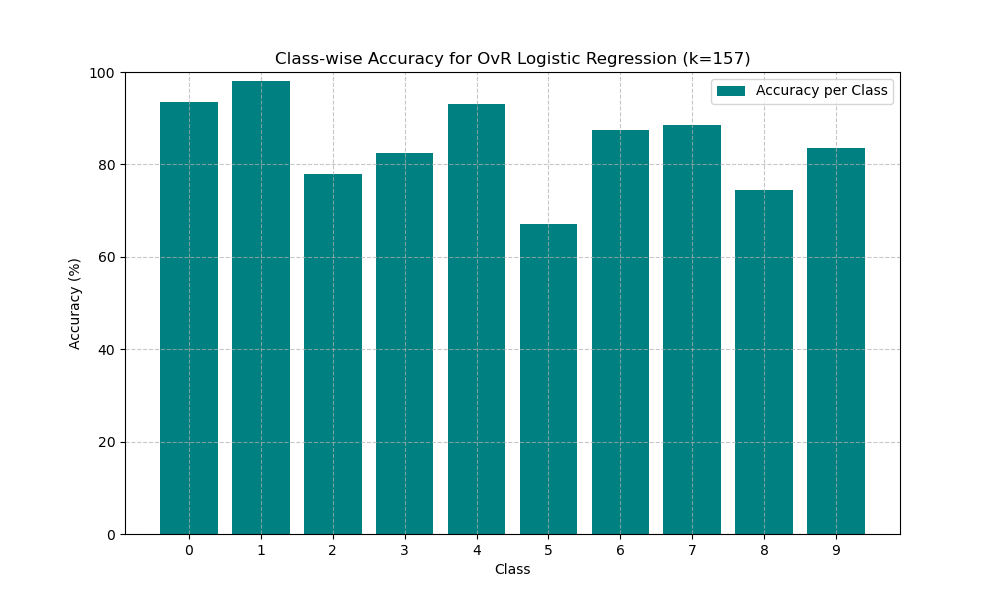 Class-wise Accuracy for OvR Logistic Regression (k=157)
Accuracy per Class
100
80
60
40
20
0
Accuracy (%)
0 1 2 3 4 5 6 7 8 9
Class